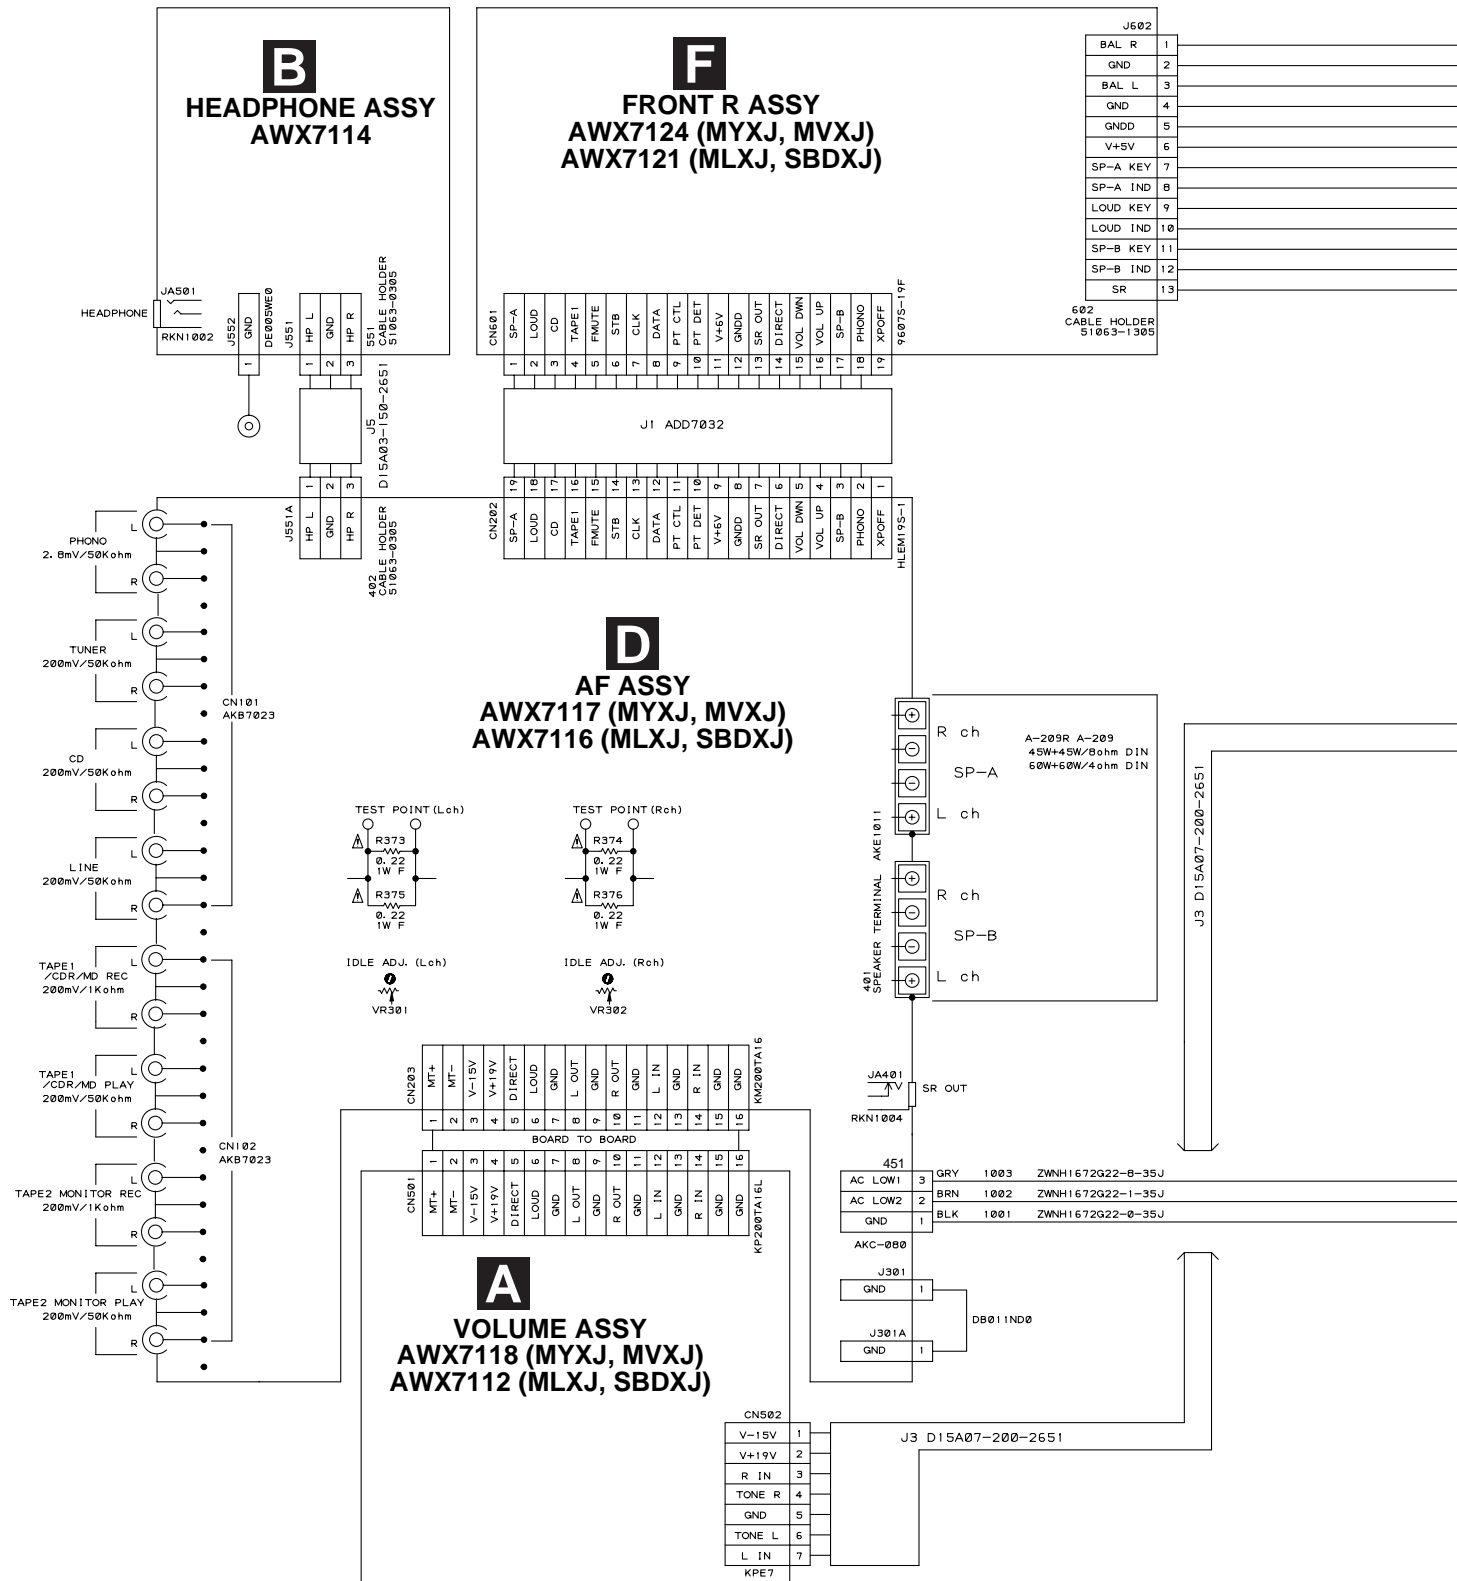 B
HEADPHONE ASSY
AWX7114
HEADPHONE
JA501
RKN1002
J552
GND
1
DE005WE0
J551
HP L
GND
HP R
1
2
3
551
CABLE HOLDER
51063-0305
J5
D15A03-150-2651
J551A
1
2
3
HP L
GND
HP R
402
CABLE HOLDER
51063-0305
F
FRONT R ASSY
AWX7124 (MYXJ, MVXJ)
AWX7121 (MLXJ, SBDXJ)
J602
BAL R 1
GND 2
BAL L 3
GND 4
GNDD 5
V+5V 6
SP-A KEY 7
SP-A IND 8
LOUD KEY 9
LOUD IND 10
SP-B KEY 11
SP-B IND 12
SR 13
602
CABLE HOLDER
51063-1305
CN601
SP-A 1
LOUD 2
CD 3
TAPE1 4
FMUTE 5
STB 6
CLK 7
DATA 8
PT CTL 9
PT DET 10
V+6V 11
GNDD 12
SR OUT 13
DIRECT 14
VOL DWN 15
VOL UP 16
SP-B 17
PHONO 18
XPOFF 19
9607S-19F
J1 ADD7032
CN202
19 SP-A
18 LOUD
17 CD
16 TAPE1
15 FMUTE
14 STB
13 CLK
12 DATA
11 PT CTL
10 PT DET
9 V+6V
8 GNDD
7 SR OUT
6 DIRECT
5 VOL DWN
4 VOL UP
3 SP-B
2 PHONO
1 XPOFF
HLEM19S-1
D
AF ASSY
AWX7117 (MYXJ, MVXJ)
AWX7116 (MLXJ, SBDXJ)
L
PHONO
2.8mV/50Kohm
R
L
TUNER
200mV/50Kohm
R
CN101
AKB7023
L
CD
200mV/50Kohm
R
L
LINE
200mV/50Kohm
R
L
TAPE1
/CDR/MD REC
200mV/1Kohm
R
L
TAPE1
/CDR/MD PLAY
200mV/50Kohm
R
CN102
AKB7023
L
TAPE2 MONITOR REC
200mV/1Kohm
R
L
TAPE2 MONITOR PLAY
200mV/50Kohm
R
TEST POINT (Lch)
R373
0.22
1W F
R375
0.22
1W F
IDLE ADJ. (Lch)
VR301
TEST POINT (Rch)
R374
0.22
1W F
R376
0.22
1W F
IDLE ADJ. (Rch)
VR302
+
R ch
-
SP-A
-
+
L ch
A-209R A-209
45W+45W/8ohm DIN
60W+60W/4ohm DIN
+
R ch
-
SP-B
-
+
L ch
401
SPEAKER TERMINAL AKE1011
J3 D15A07-200-2651
JA401
SR OUT
RKN1004
CN203
MT+ 1
MT- 2
V-15V 3
V+19V 4
DIRECT 5
LOUD 6
GND 7
L OUT 8
GND 9
R OUT 10
GND 11
L IN 12
GND 13
R IN 14
GND 15
GND 16
KM200TA16
BOARD TO BOARD
CN501
1 MT+
2 MT-
3 V-15V
4 V+19V
5 DIRECT
6 LOUD
7 GND
8 L OUT
9 GND
10 R OUT
11 GND
12 L IN
13 GND
14 R IN
15 GND
16 GND
KP200TA16L
451
AC LOW1 3 GRY 1003 ZWNH1672G22-8-35J
AC LOW2 2 BRN 1002 ZWNH1672G22-1-35J
GND 1 BLK 1001 ZWNH1672G22-0-35J
AKC-080
J301
GND 1
DB011ND0
J301A
GND 1
A
VOLUME ASSY
AWX7118 (MYXJ, MVXJ)
AWX7112 (MLXJ, SBDXJ)
CN502
V-15V 1
V+19V 2
R IN 3
TONE R 4
GND 5
TONE L 6
L IN 7
KPE7
J3 D15A07-200-2651